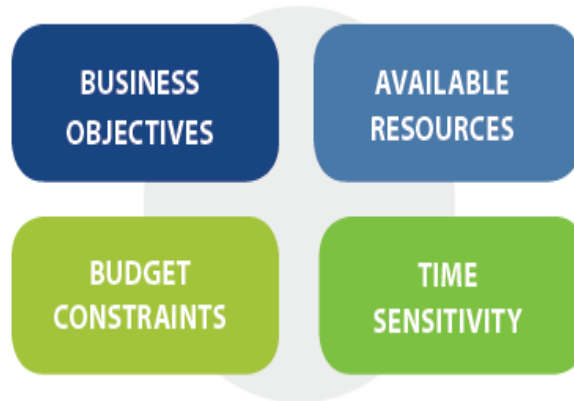 BUSINESS
OBJECTIVES
AVAILABLE
RESOURCES
BUDGET
CONSTRAINTS
TIME
SENSITIVITY